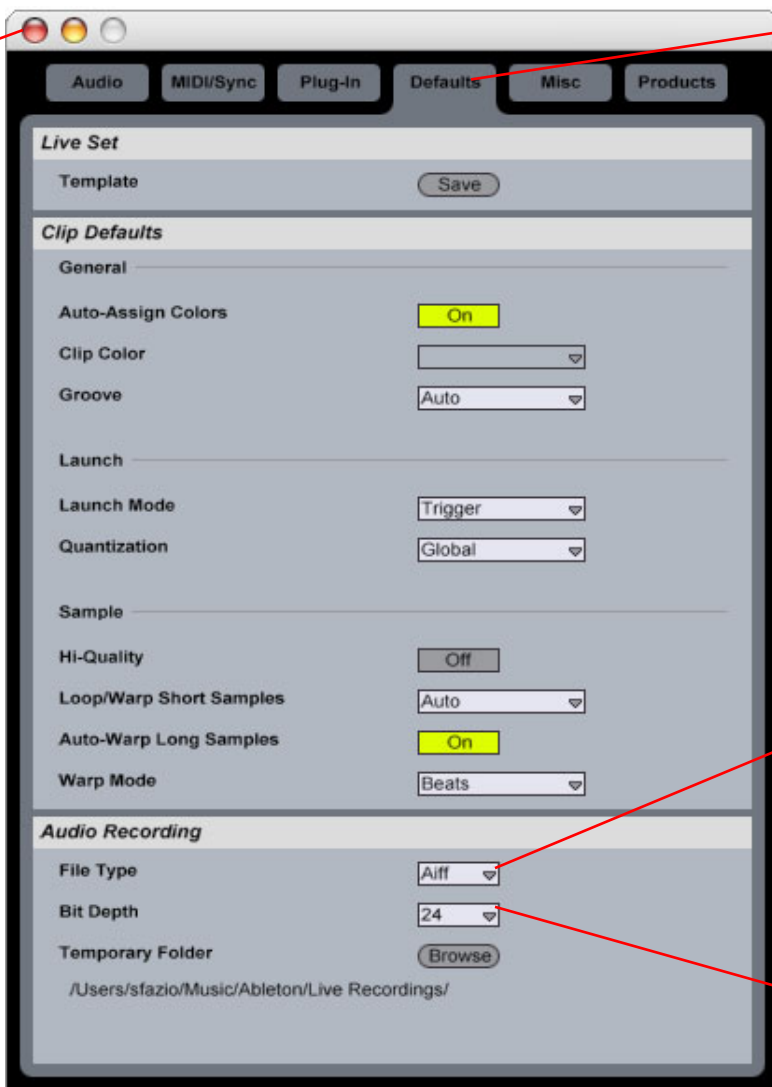 Audio MIDI/Sync Plug-In Defaults Misc Products
Live Set
Template Save
Clip Defaults
General
Auto-Assign Colors On
Clip Color
Groove Auto
Launch
Launch Mode Trigger
Quantization Global
Sample
Hi-Quality Off
Loop/Warp Short Samples Auto
Auto-Warp Long Samples On
Warp Mode Beats
Audio Recording
File Type Aiff
Bit Depth 24
Temporary Folder Browse
/Users/sfazio/Music/Ableton/Live Recordings/